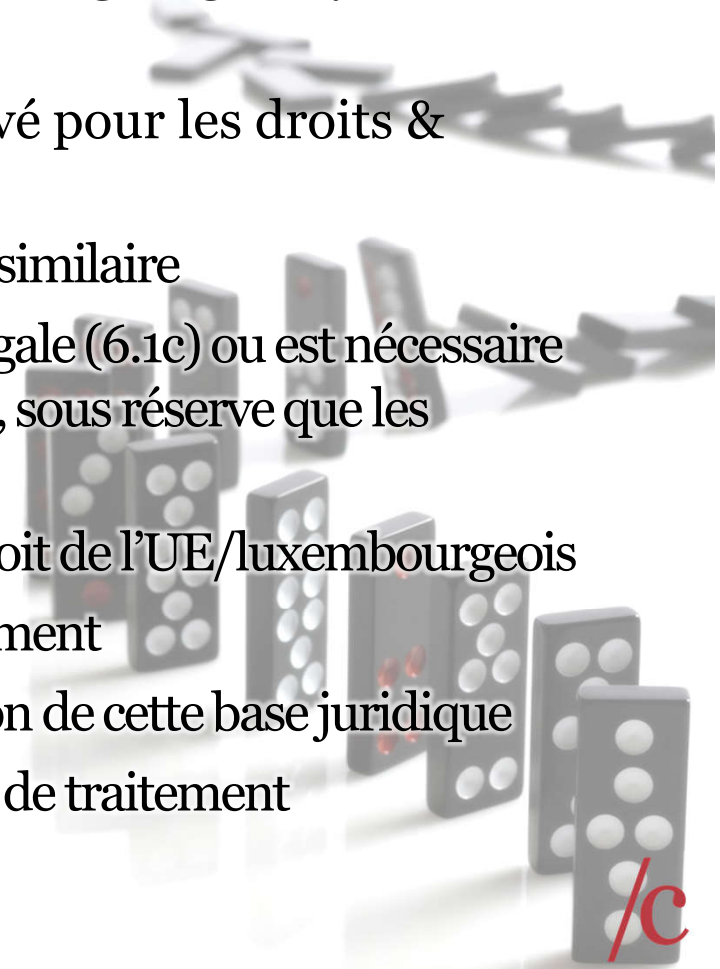 vé pour les droits &
similaire
gale (6.1c) ou est nécessaire
, sous réserve que les
oit de l’UE/luxembourgeois
ment
on de cette base juridique
de traitement
/c